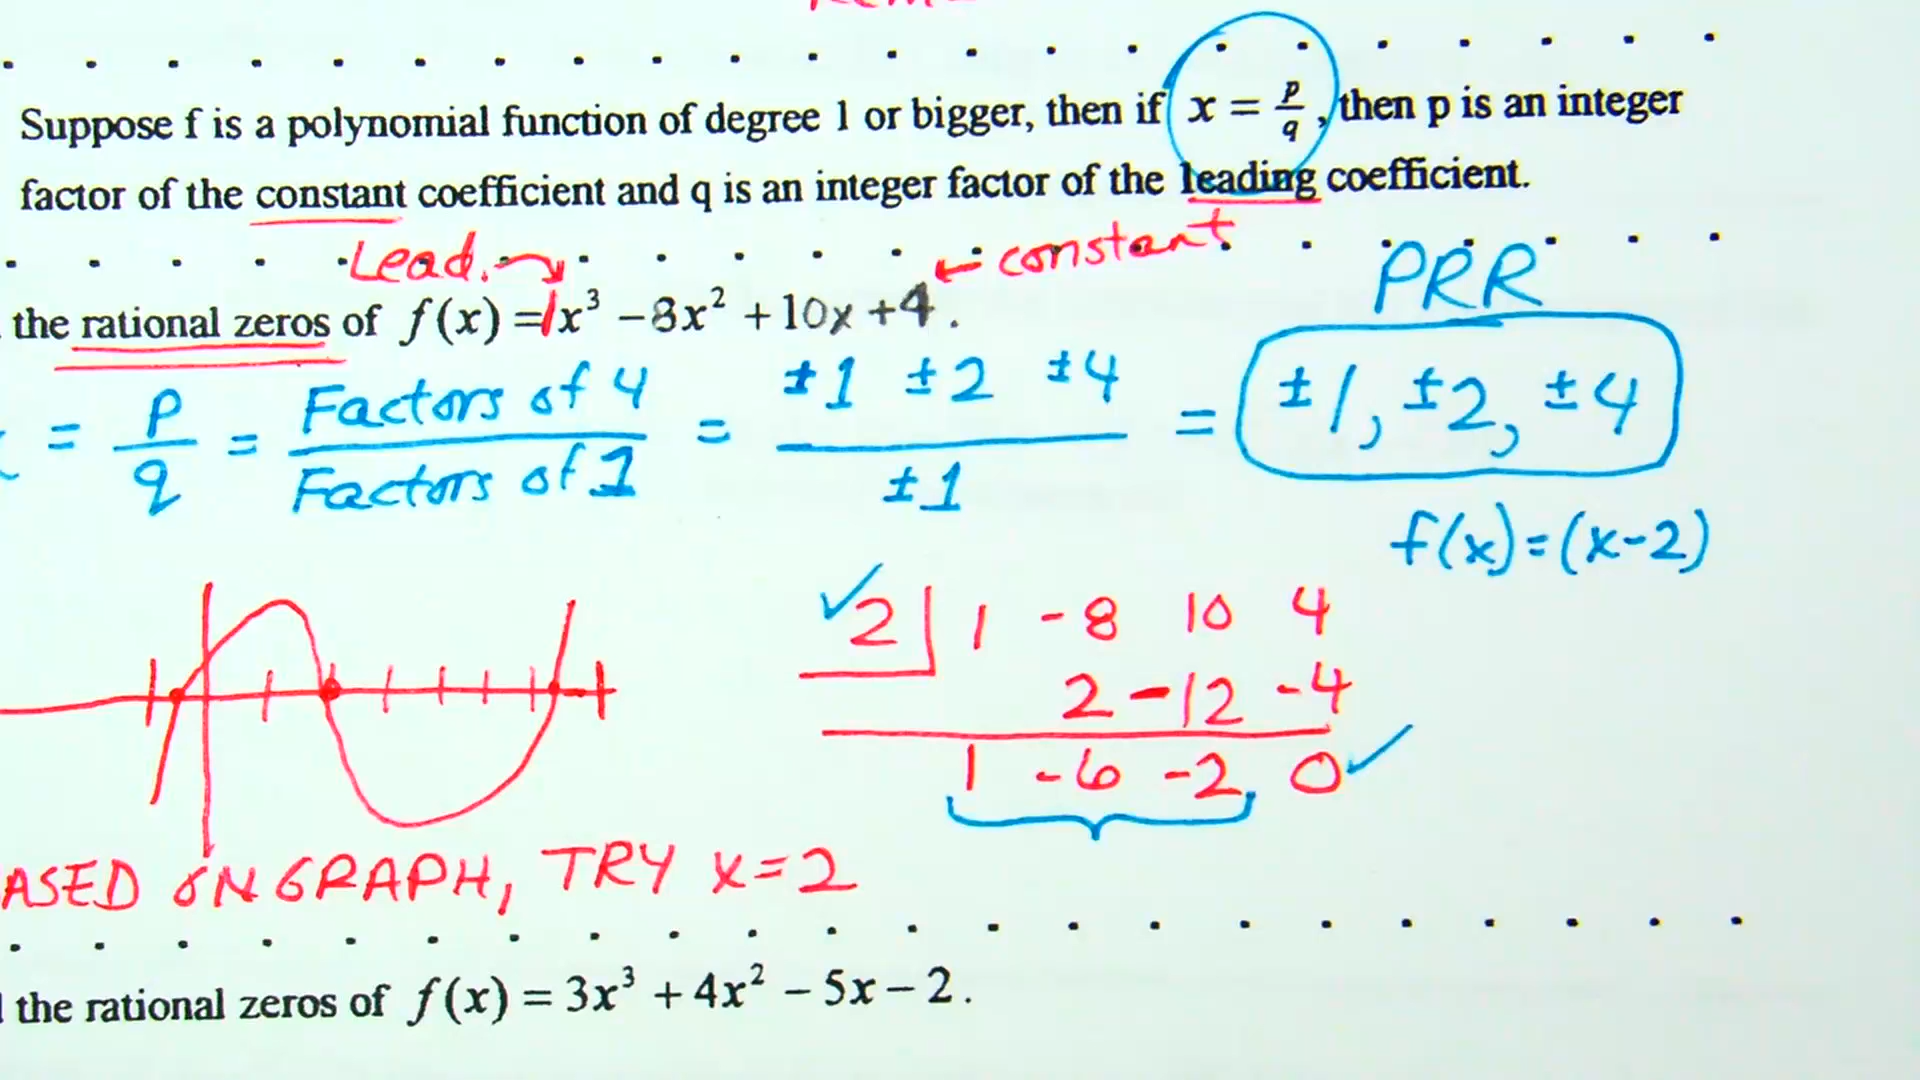 Suppose f is a polynomial function of degree 1 or bigger, then if x = p/q, then p is an integer
factor of the constant coefficient and q is an integer factor of the leading coefficient.
Lead. constant
PRR
the rational zeros of f(x) = 1x³ − 8x² + 10x + 4.
= p/q = Factors of 4 / Factors of 1 = ±1 ±2 ±4 / ±1 = ±1, ±2, ±4
f(x) = (x-2)
2 | 1 -8 10 4
2 -12 -4
1 -6 -2 0
ASED ON GRAPH, TRY x=2
the rational zeros of f(x) = 3x³ + 4x² − 5x − 2.